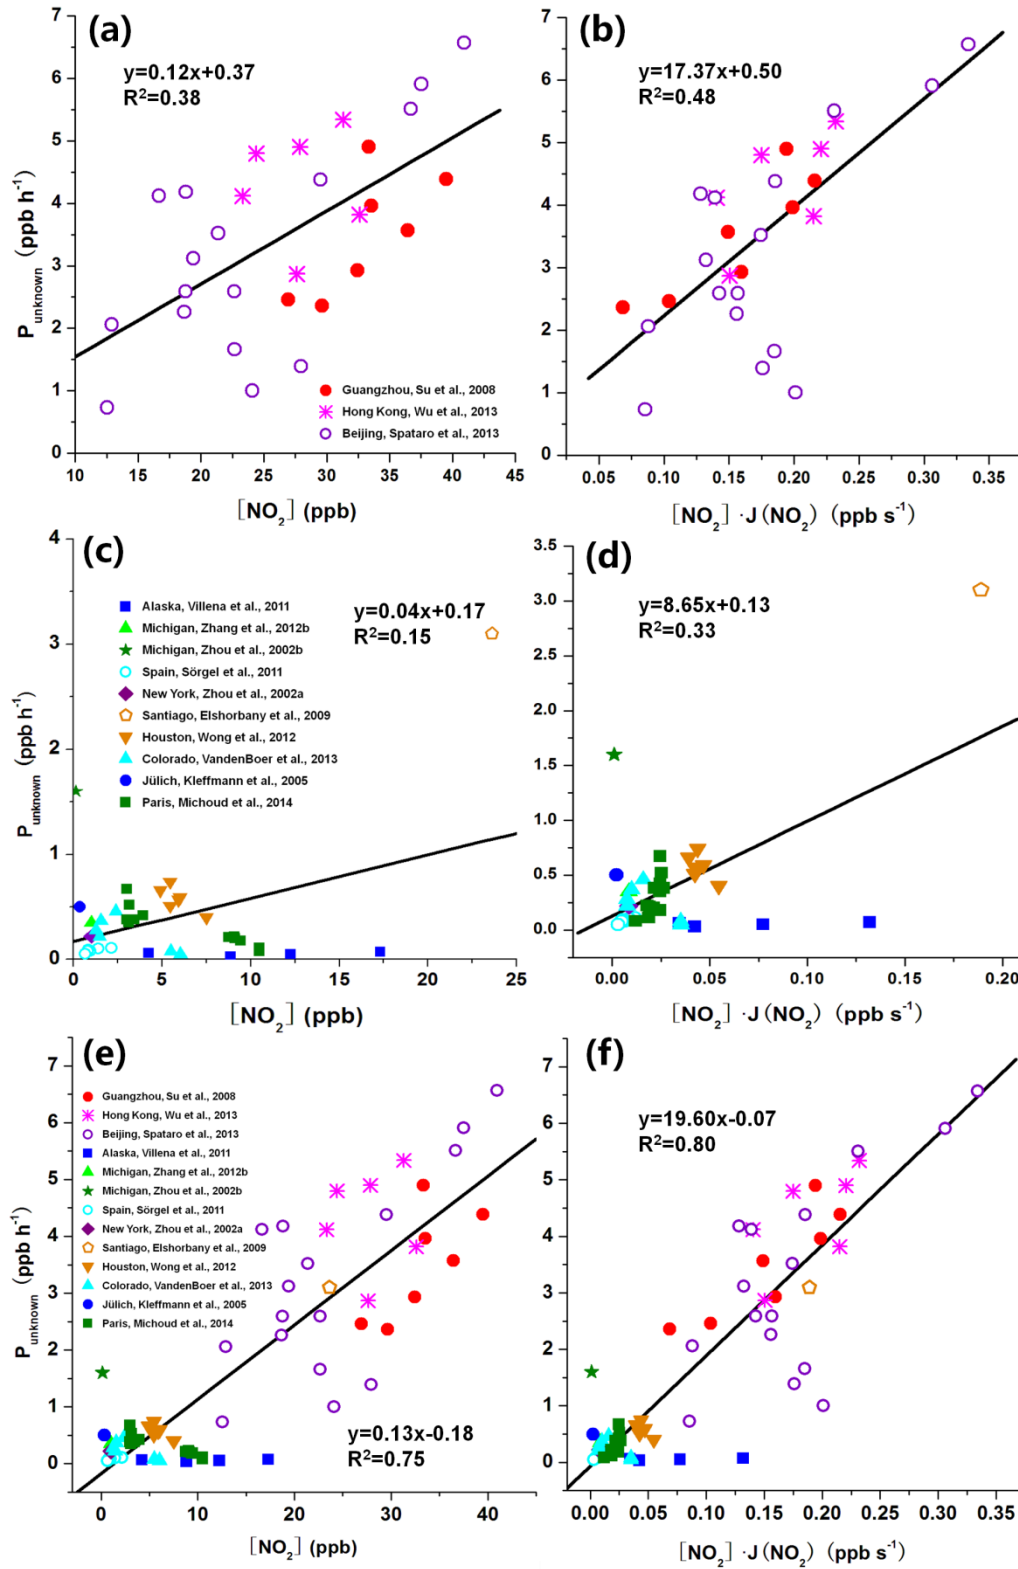 (a)
y=0.12x+0.37
R²=0.38
7
6
5
4
3
2
1
0
P_unknown (ppb h⁻¹)
Guangzhou, Su et al., 2008
Hong Kong, Wu et al., 2013
Beijing, Spataro et al., 2013
10 15 20 25 30 35 40 45
[NO₂] (ppb)
(b)
y=17.37x+0.50
R²=0.48
7
6
5
4
3
2
1
0
0.05 0.10 0.15 0.20 0.25 0.30 0.35
[NO₂]·J(NO₂) (ppb s⁻¹)
(c)
y=0.04x+0.17
R²=0.15
4
3
2
1
0
P_unknown (ppb h⁻¹)
Alaska, Villena et al., 2011
Michigan, Zhang et al., 2012b
Michigan, Zhou et al., 2002b
Spain, Sörgel et al., 2011
New York, Zhou et al., 2002a
Santiago, Elshorbany et al., 2009
Houston, Wong et al., 2012
Colorado, VandenBoer et al., 2013
Jülich, Kleffmann et al., 2005
Paris, Michoud et al., 2014
0 5 10 15 20 25
[NO₂] (ppb)
(d)
y=8.65x+0.13
R²=0.33
3.5
3.0
2.5
2.0
1.5
1.0
0.5
0.0
0.00 0.05 0.10 0.15 0.20
[NO₂]·J(NO₂) (ppb s⁻¹)
(e)
7
6
5
4
3
2
1
0
P_unknown (ppb h⁻¹)
Guangzhou, Su et al., 2008
Hong Kong, Wu et al., 2013
Beijing, Spataro et al., 2013
Alaska, Villena et al., 2011
Michigan, Zhang et al., 2012b
Michigan, Zhou et al., 2002b
Spain, Sörgel et al., 2011
New York, Zhou et al., 2002a
Santiago, Elshorbany et al., 2009
Houston, Wong et al., 2012
Colorado, VandenBoer et al., 2013
Jülich, Kleffmann et al., 2005
Paris, Michoud et al., 2014
y=0.13x-0.18
R²=0.75
0 10 20 30 40
[NO₂] (ppb)
(f)
y=19.60x-0.07
R²=0.80
7
6
5
4
3
2
1
0
0.00 0.05 0.10 0.15 0.20 0.25 0.30 0.35
[NO₂]·J(NO₂) (ppb s⁻¹)